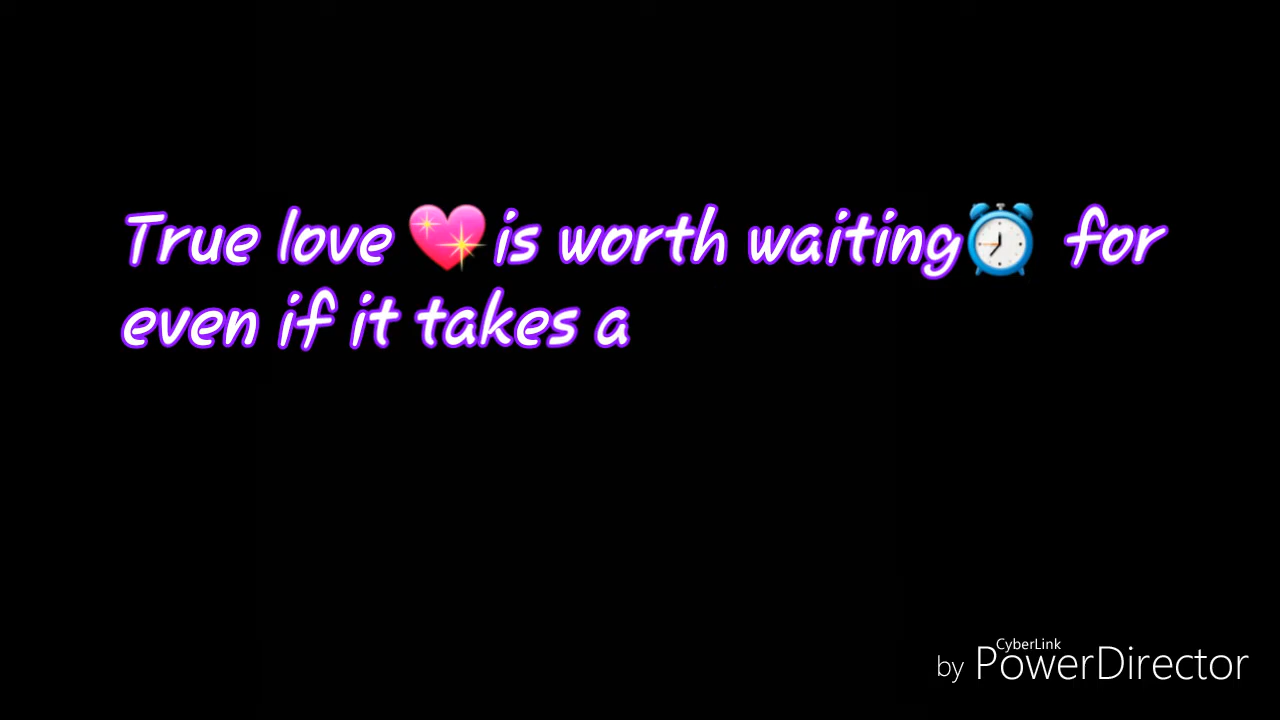 True love 💖is worth waiting⏰ for
even if it takes a
by CyberLink PowerDirector